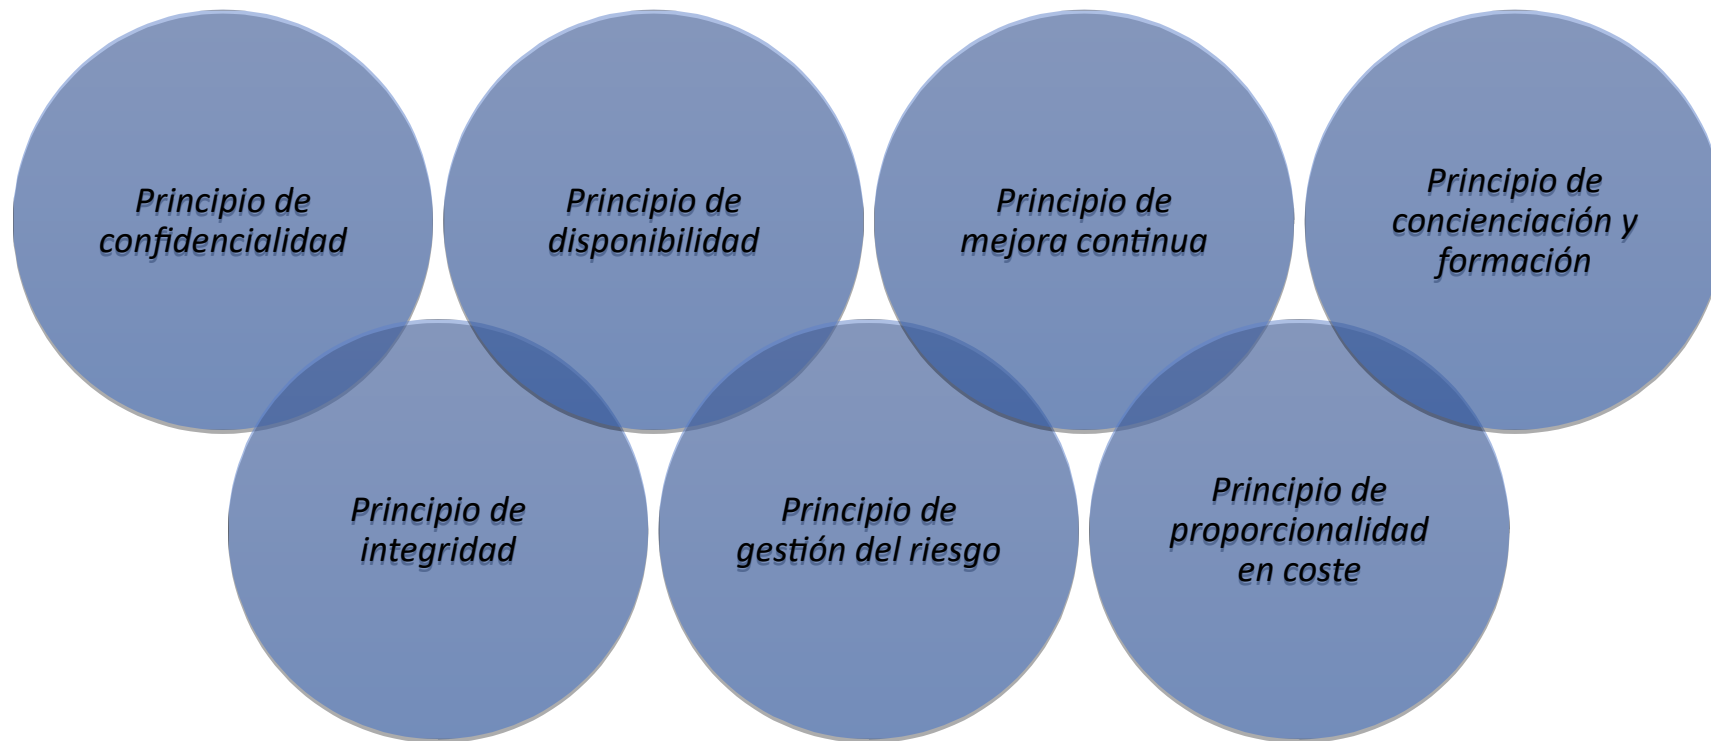 Principio de
confidencialidad
Principio de
disponibilidad
Principio de
mejora continua
Principio de
concienciación y
formación
Principio de
integridad
Principio de
gestión del riesgo
Principio de
proporcionalidad
en coste